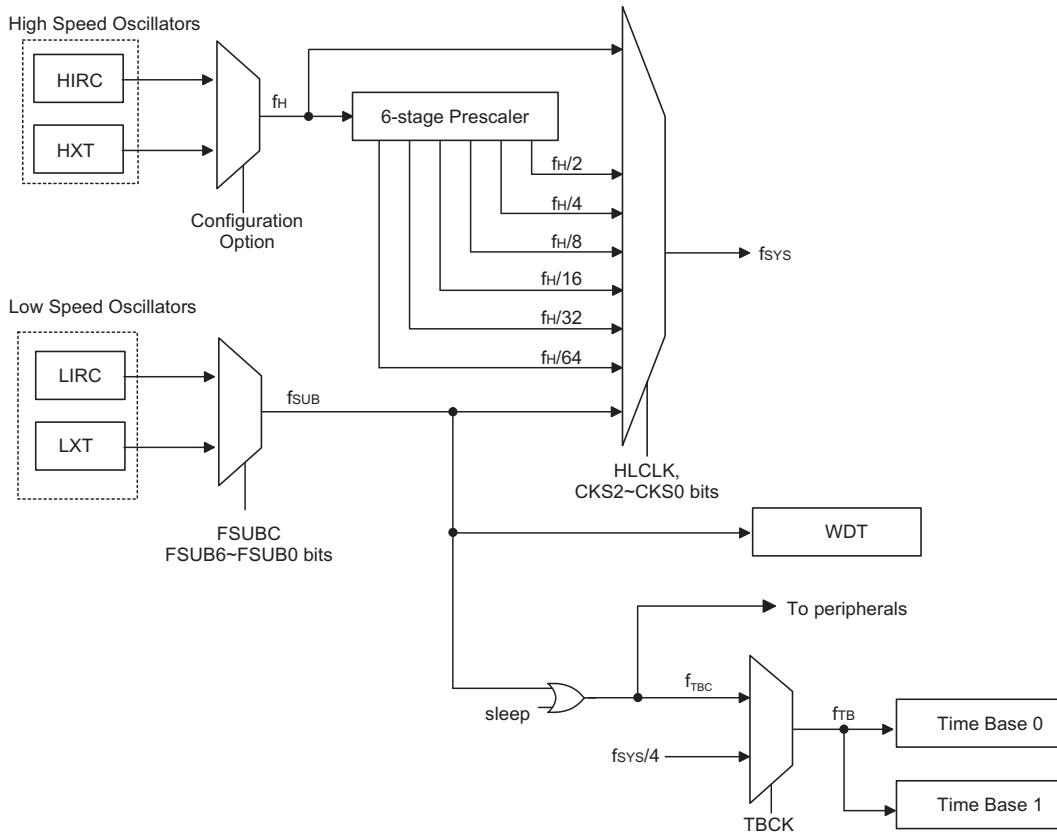 High Speed Oscillators
HIRC
HXT
fH
6-stage Prescaler
Configuration
Option
fH/2
fH/4
fH/8
fH/16
fH/32
fH/64
fSYS
Low Speed Oscillators
LIRC
LXT
fSUB
HLCLK,
CKS2~CKS0 bits
FSUBC
FSUB6~FSUB0 bits
WDT
To peripherals
sleep
fTBC
fSYS/4
TBCK
fTB
Time Base 0
Time Base 1